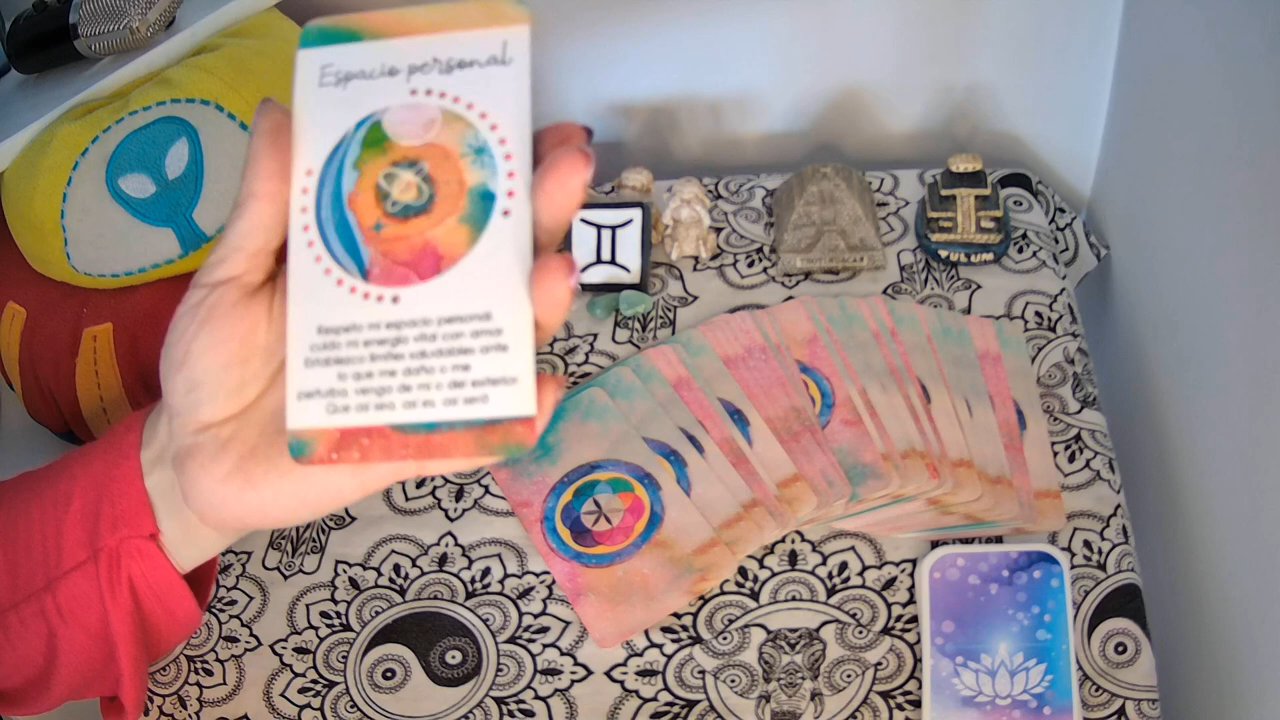 Espacio personal
Respeto mi espacio personal
cuido mi energía vital con amor
Establezco límites saludables ante
lo que me daña o me
perturba, venga de mi o del exterior
Que así sea, así es, así será
TULUM